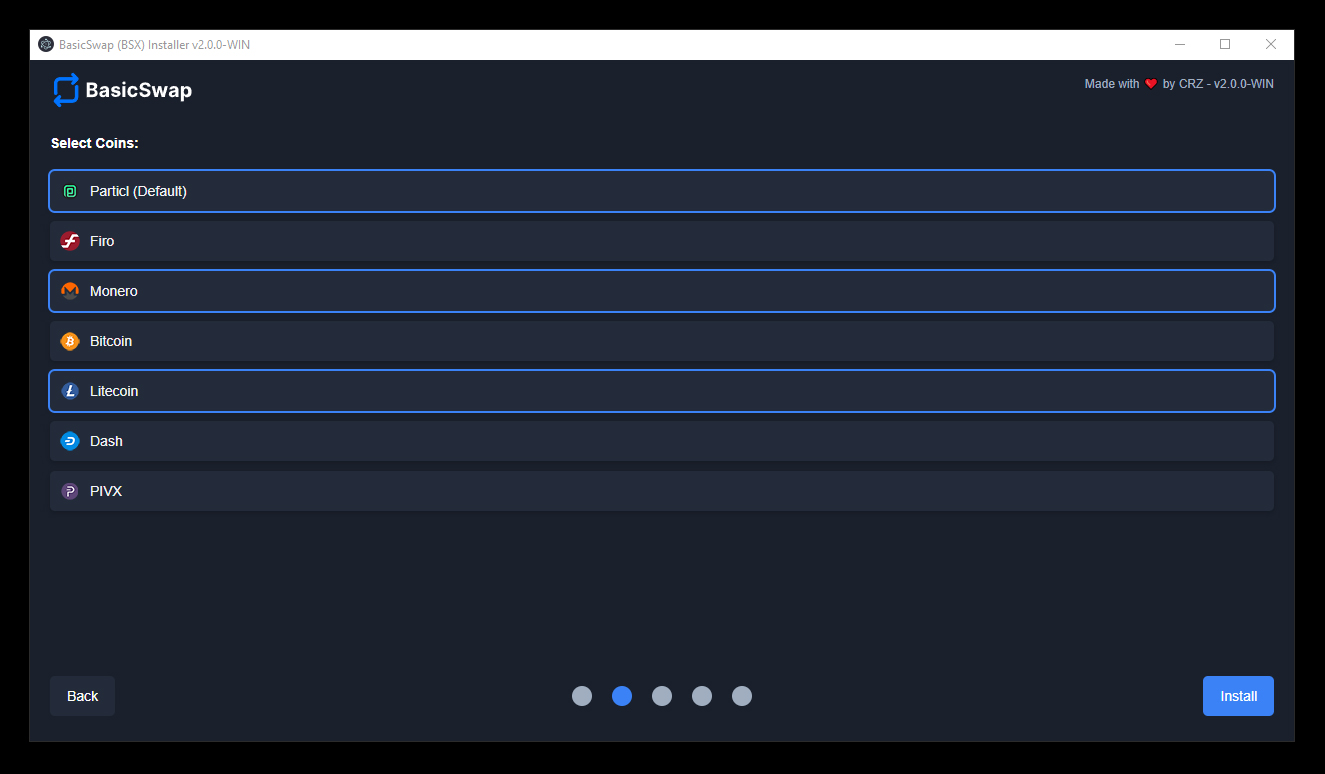 BasicSwap (BSX) Installer v2.0.0-WIN
BasicSwap
Made with ❤ by CRZ - v2.0.0-WIN
Select Coins:
Particl (Default)
Firo
Monero
Bitcoin
Litecoin
Dash
PIVX
Back
Install